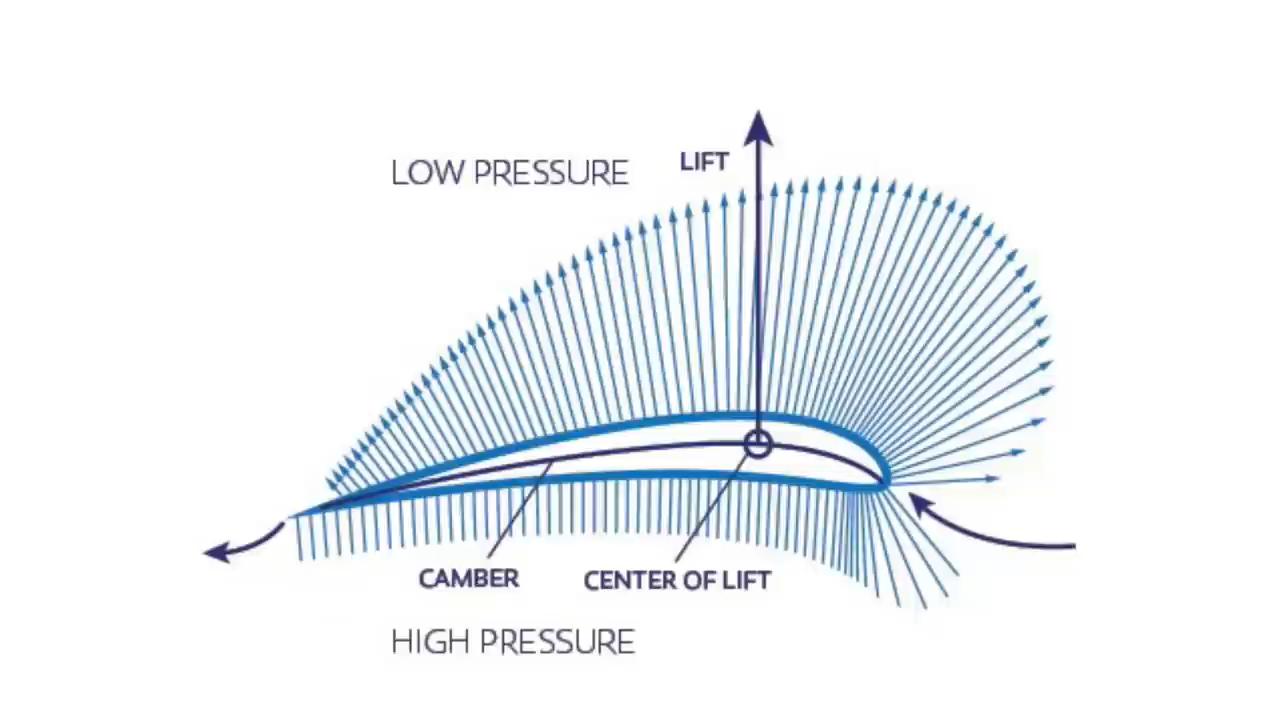 LOW PRESSURE
LIFT
CAMBER
CENTER OF LIFT
HIGH PRESSURE